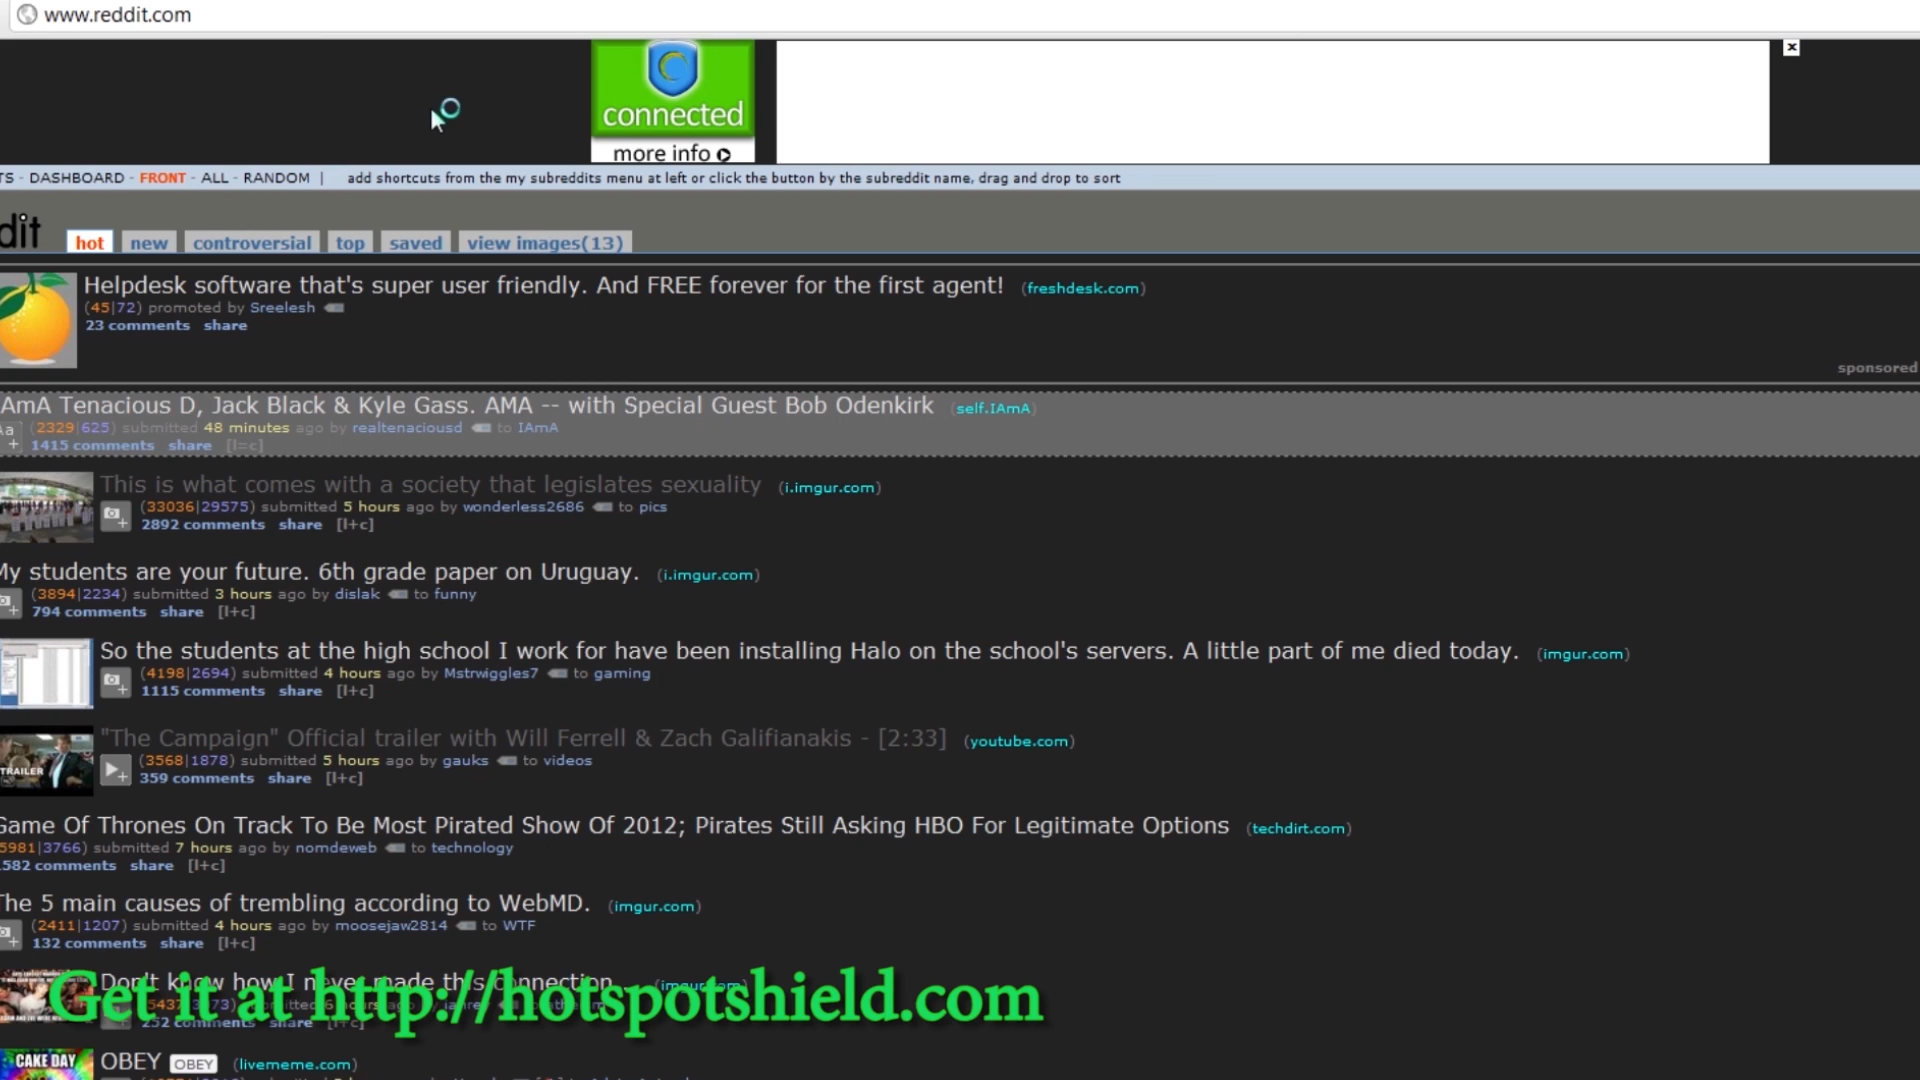 www.reddit.com
connected
more info
x
TS - DASHBOARD - FRONT - ALL - RANDOM | add shortcuts from the my subreddits menu at left or click the button by the subreddit name, drag and drop to sort
dit hot new controversial top saved view images(13)
Helpdesk software that's super user friendly. And FREE forever for the first agent! (freshdesk.com)
(45|72) promoted by Sreelesh
23 comments share
sponsored
AmA Tenacious D, Jack Black & Kyle Gass. AMA -- with Special Guest Bob Odenkirk (self.IAmA)
Aa + (2329|625) submitted 48 minutes ago by realtenaciousd to IAmA
1415 comments share [l=c]
This is what comes with a society that legislates sexuality (i.imgur.com)
(33036|29575) submitted 5 hours ago by wonderless2686 to pics
2892 comments share [l+c]
My students are your future. 6th grade paper on Uruguay. (i.imgur.com)
(3894|2234) submitted 3 hours ago by dislak to funny
794 comments share [l+c]
So the students at the high school I work for have been installing Halo on the school's servers. A little part of me died today. (imgur.com)
(4198|2694) submitted 4 hours ago by Mstrwiggles7 to gaming
1115 comments share [l+c]
"The Campaign" Official trailer with Will Ferrell & Zach Galifianakis - [2:33] (youtube.com)
TRAILER
(3568|1878) submitted 5 hours ago by gauks to videos
359 comments share [l+c]
Game Of Thrones On Track To Be Most Pirated Show Of 2012; Pirates Still Asking HBO For Legitimate Options (techdirt.com)
5981|3766) submitted 7 hours ago by nomdeweb to technology
582 comments share [l+c]
The 5 main causes of trembling according to WebMD. (imgur.com)
(2411|1207) submitted 4 hours ago by moosejaw2814 to WTF
132 comments share [l+c]
Don't know how I never made this connection... (imgur.com)
252 comments share [l+c]
Get it at http://hotspotshield.com
CAKE DAY
OBEY OBEY (livememe.com)